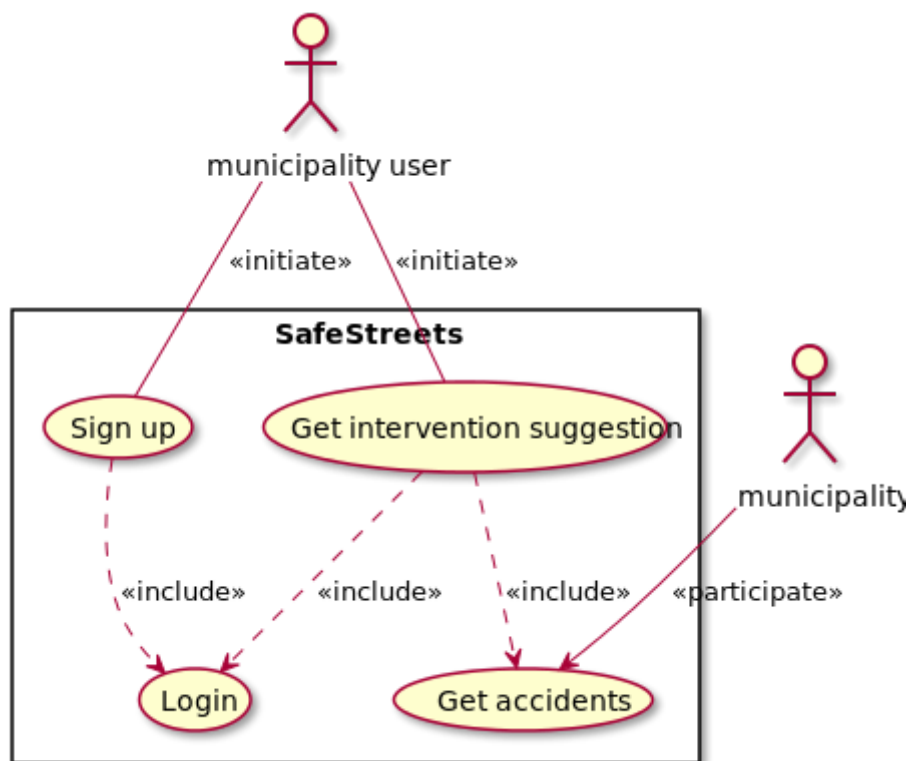 municipality user
«initiate»
«initiate»
SafeStreets
Sign up
Get intervention suggestion
municipality
«include»
«include»
«include»
«participate»
Login
Get accidents